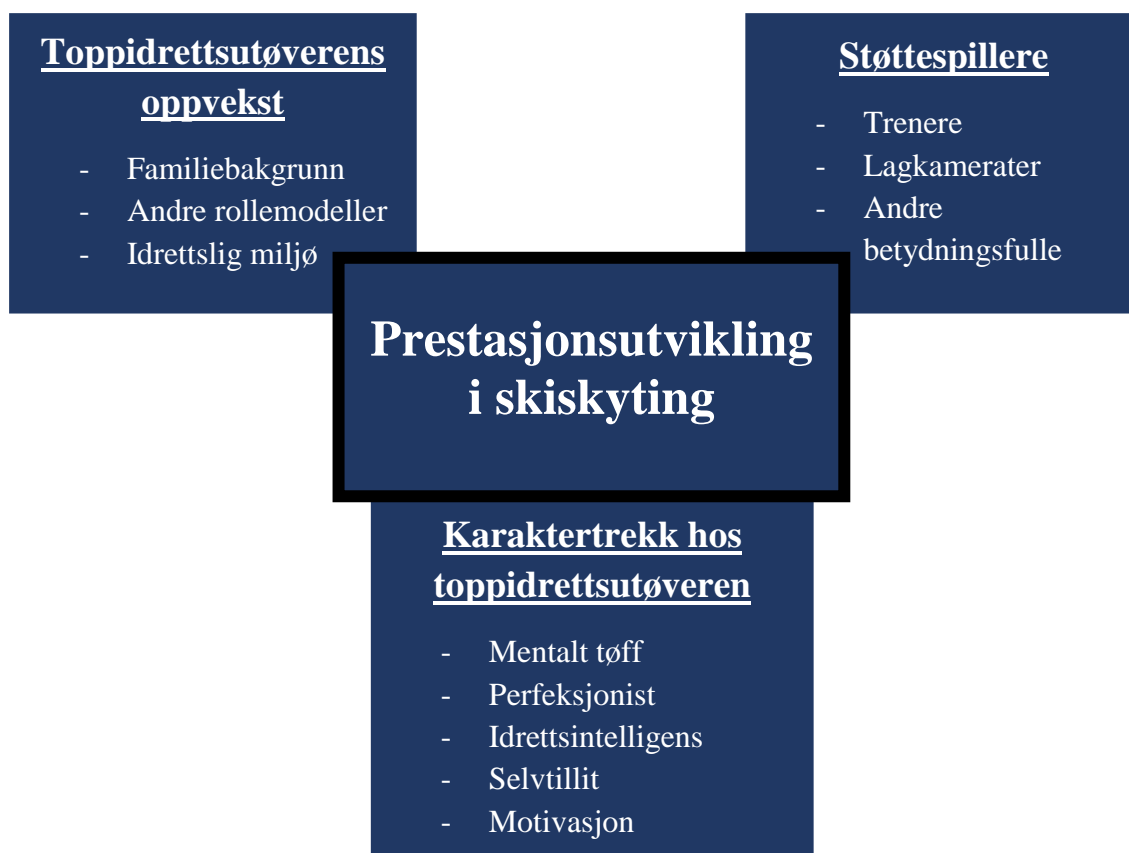 Toppidrettsutøverens
oppvekst
- Familiebakgrunn
- Andre rollemodeller
- Idrettslig miljø
Støttespillere
- Trenere
- Lagkamerater
- Andre
betydningsfulle
Prestasjonsutvikling
i skiskyting
Karaktertrekk hos
toppidrettsutøveren
- Mentalt tøff
- Perfeksjonist
- Idrettsintelligens
- Selvtillit
- Motivasjon